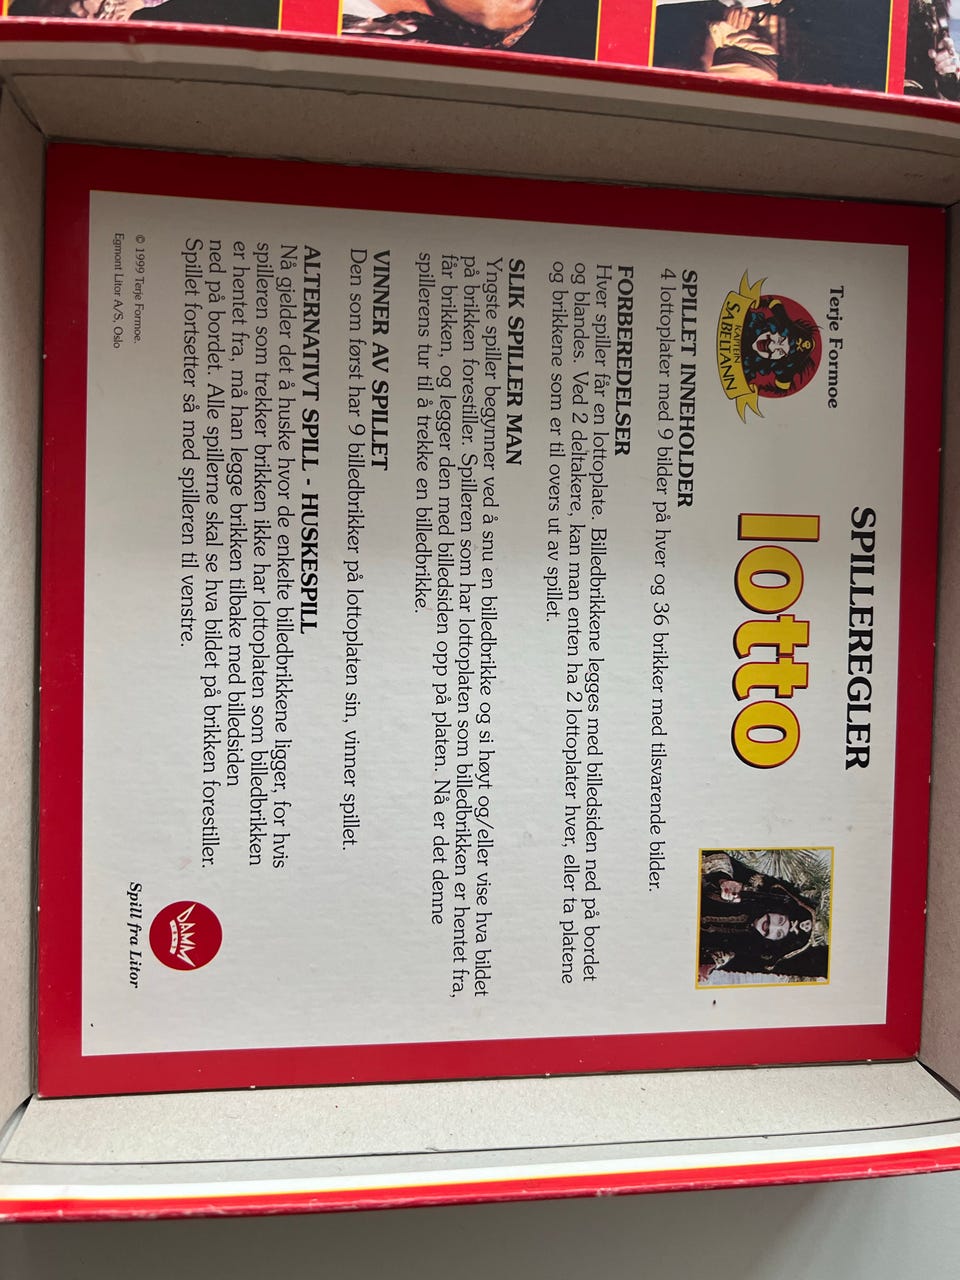 SPILLEREGLER
Terje Formoe
KAPTEIN
SABELTANN
lotto
SPILLET INNEHOLDER
4 lottoplater med 9 bilder på hver og 36 brikker med tilsvarende bilder.
FORBEREDELSER
Hver spiller får en lottoplate. Billedbrikkene legges med billedsiden ned på bordet
og blandes. Ved 2 deltakere, kan man enten ha 2 lottoplater hver, eller ta platene
og brikkene som er til overs ut av spillet.
SLIK SPILLER MAN
Yngste spiller begynner ved å snu en billedbrikke og si høyt og/eller vise hva bildet
på brikken forestiller. Spilleren som har lottoplaten som billedbrikken er hentet fra,
får brikken, og legger den med billedsiden opp på platen. Nå er det denne
spillerens tur til å trekke en billedbrikke.
VINNER AV SPILLET
Den som først har 9 billedbrikker på lottoplaten sin, vinner spillet.
ALTERNATIVT SPILL - HUSKESPILL
Nå gjelder det å huske hvor de enkelte billedbrikkene ligger, for hvis
spilleren som trekker brikken ikke har lottoplaten som billedbrikken
er hentet fra, må han legge brikken tilbake med billedsiden
ned på bordet. Alle spillerne skal se hva bildet på brikken forestiller.
Spillet fortsetter så med spilleren til venstre.
© 1999 Terje Formoe.
Egmont Litor A/S, Oslo
DAMM
Spill fra Litor